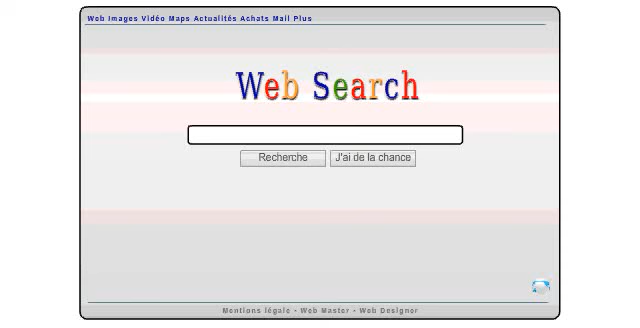 Web Images Vidéo Maps Actualités Achats Mail Plus
Web Search
Recherche J'ai de la chance
Mentions légale - Web Master - Web Designer